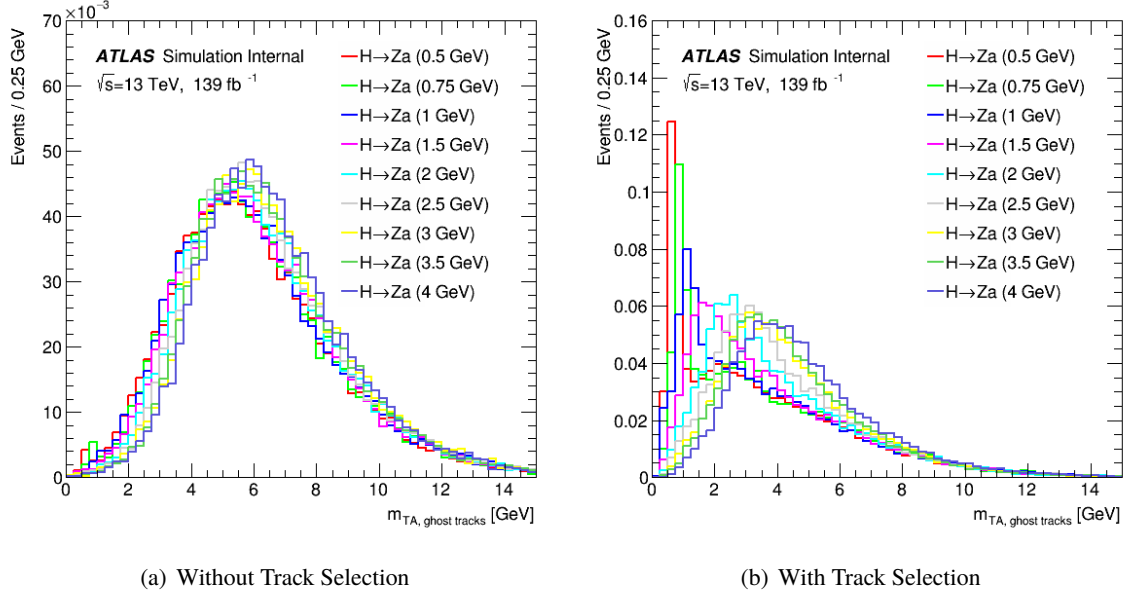 70 ×10⁻³
Events / 0.25 GeV
ATLAS Simulation Internal
√s=13 TeV, 139 fb⁻¹
H→Za (0.5 GeV)
H→Za (0.75 GeV)
H→Za (1 GeV)
H→Za (1.5 GeV)
H→Za (2 GeV)
H→Za (2.5 GeV)
H→Za (3 GeV)
H→Za (3.5 GeV)
H→Za (4 GeV)
60
50
40
30
20
10
0
0 2 4 6 8 10 12 14
m_TA, ghost tracks [GeV]
(a) Without Track Selection
0.16
Events / 0.25 GeV
ATLAS Simulation Internal
√s=13 TeV, 139 fb⁻¹
H→Za (0.5 GeV)
H→Za (0.75 GeV)
H→Za (1 GeV)
H→Za (1.5 GeV)
H→Za (2 GeV)
H→Za (2.5 GeV)
H→Za (3 GeV)
H→Za (3.5 GeV)
H→Za (4 GeV)
0.14
0.12
0.1
0.08
0.06
0.04
0.02
0
0 2 4 6 8 10 12 14
m_TA, ghost tracks [GeV]
(b) With Track Selection